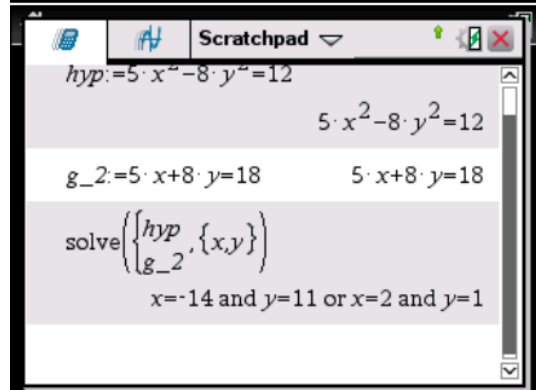 Scratchpad
hyp:=5·x²−8·y²=12
5·x²−8·y²=12
g_2:=5·x+8·y=18 5·x+8·y=18
solve({hyp
g_2,{x,y})
x=-14 and y=11 or x=2 and y=1